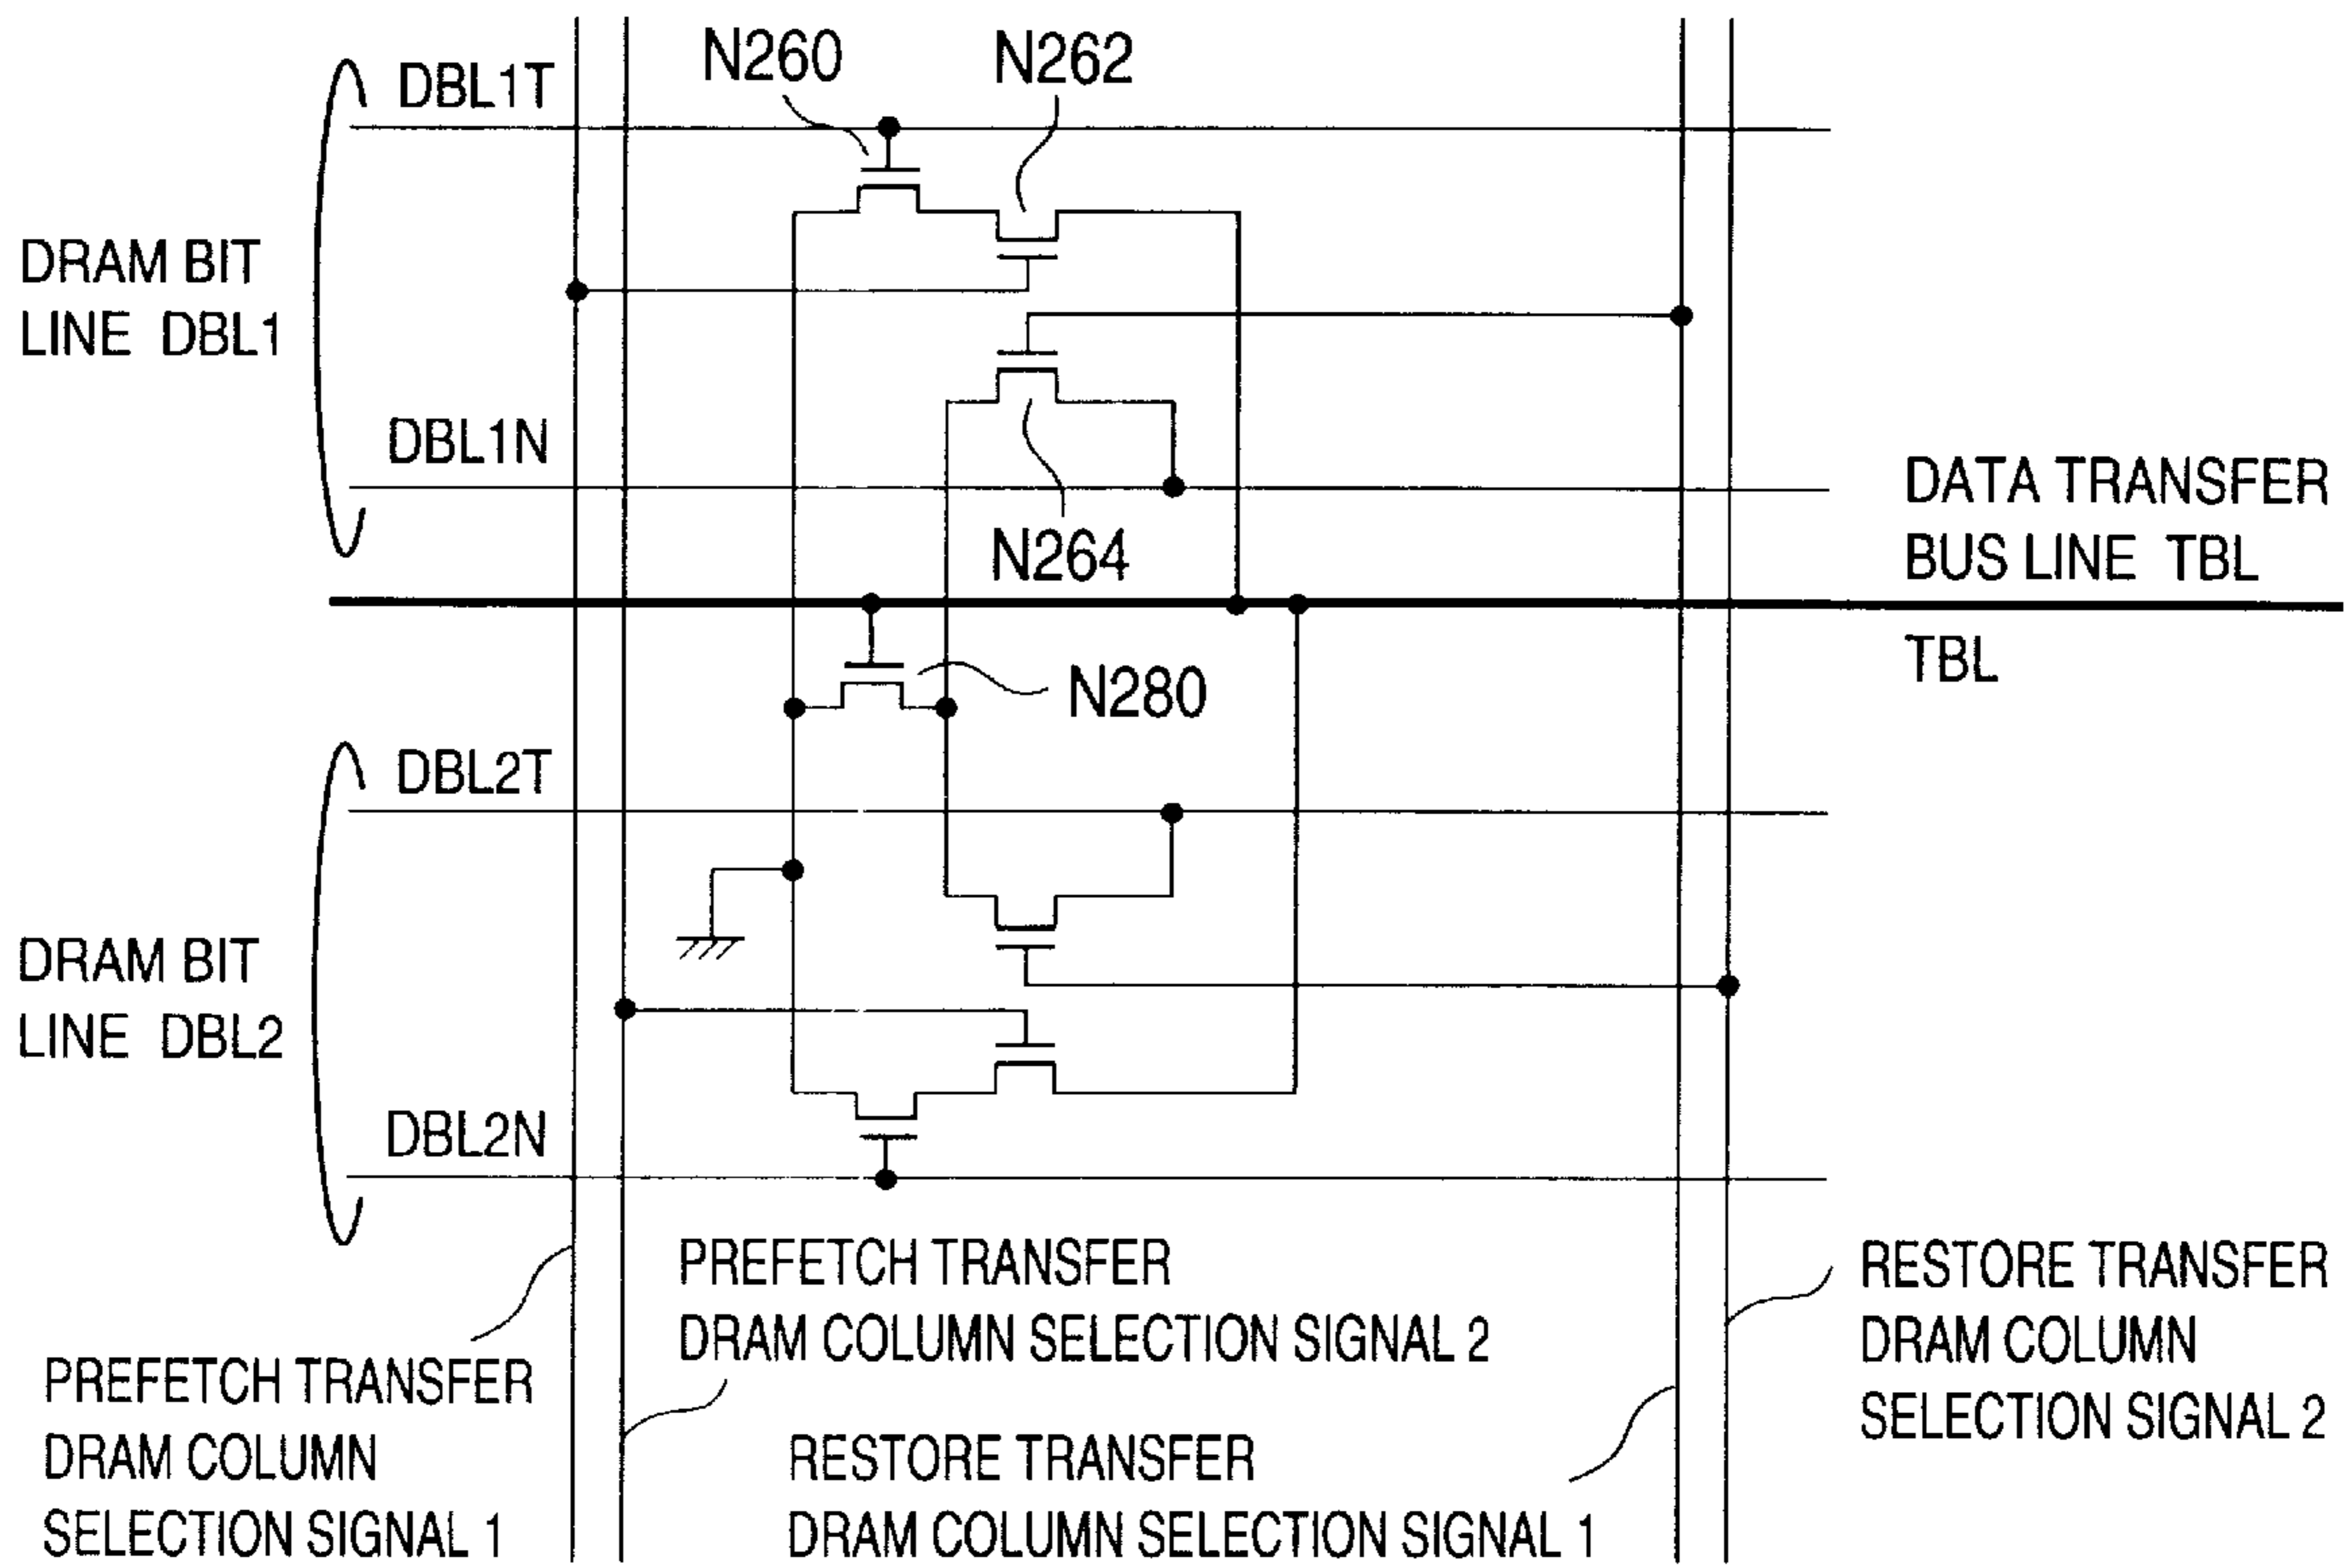 N260
N262
DBL1T
DRAM BIT
LINE DBL1
DBL1N
N264
DATA TRANSFER
BUS LINE TBL
TBL
N280
DBL2T
DRAM BIT
LINE DBL2
DBL2N
PREFETCH TRANSFER
DRAM COLUMN SELECTION SIGNAL 2
RESTORE TRANSFER
DRAM COLUMN
SELECTION SIGNAL 2
PREFETCH TRANSFER
DRAM COLUMN
SELECTION SIGNAL 1
RESTORE TRANSFER
DRAM COLUMN SELECTION SIGNAL 1